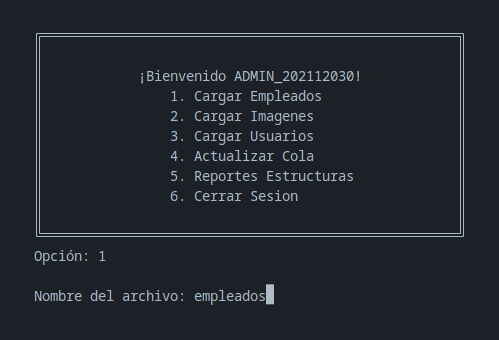 ¡Bienvenido ADMIN_202112030!
1. Cargar Empleados
2. Cargar Imagenes
3. Cargar Usuarios
4. Actualizar Cola
5. Reportes Estructuras
6. Cerrar Sesion
Opción: 1
Nombre del archivo: empleados